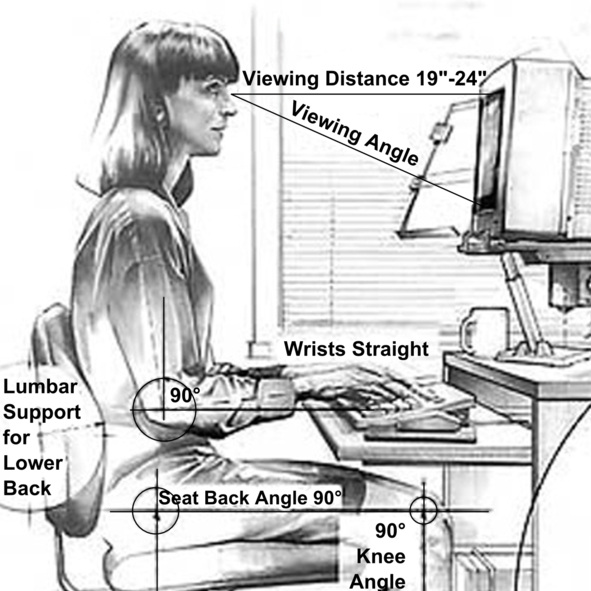 Viewing Distance 19"-24"
Viewing Angle
Wrists Straight
90°
Lumbar
Support
for
Lower
Back
Seat Back Angle 90°
90°
Knee
Angle